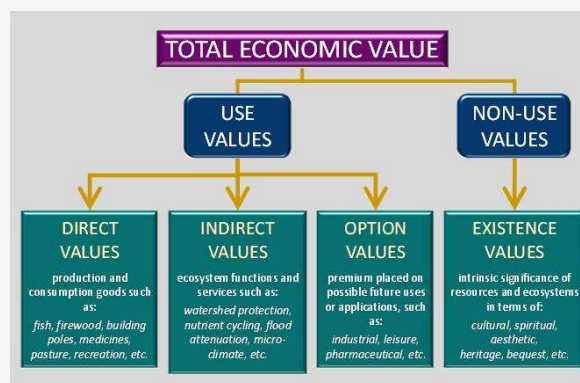 TOTAL ECONOMIC VALUE
USE
VALUES
NON-USE
VALUES
DIRECT
VALUES
production and
consumption goods such
as:
fish, firewood, building
poles, medicines,
pasture, recreation, etc.
INDIRECT
VALUES
ecosystem functions and
services such as:
watershed protection,
nutrient cycling, flood
attenuation, micro-
climate, etc.
OPTION
VALUES
premium placed on
possible future uses
or applications, such
as:
industrial, leisure,
pharmaceutical, etc.
EXISTENCE
VALUES
intrinsic significance of
resources and ecosystems
in terms of:
cultural, spiritual,
aesthetic,
heritage, bequest, etc.